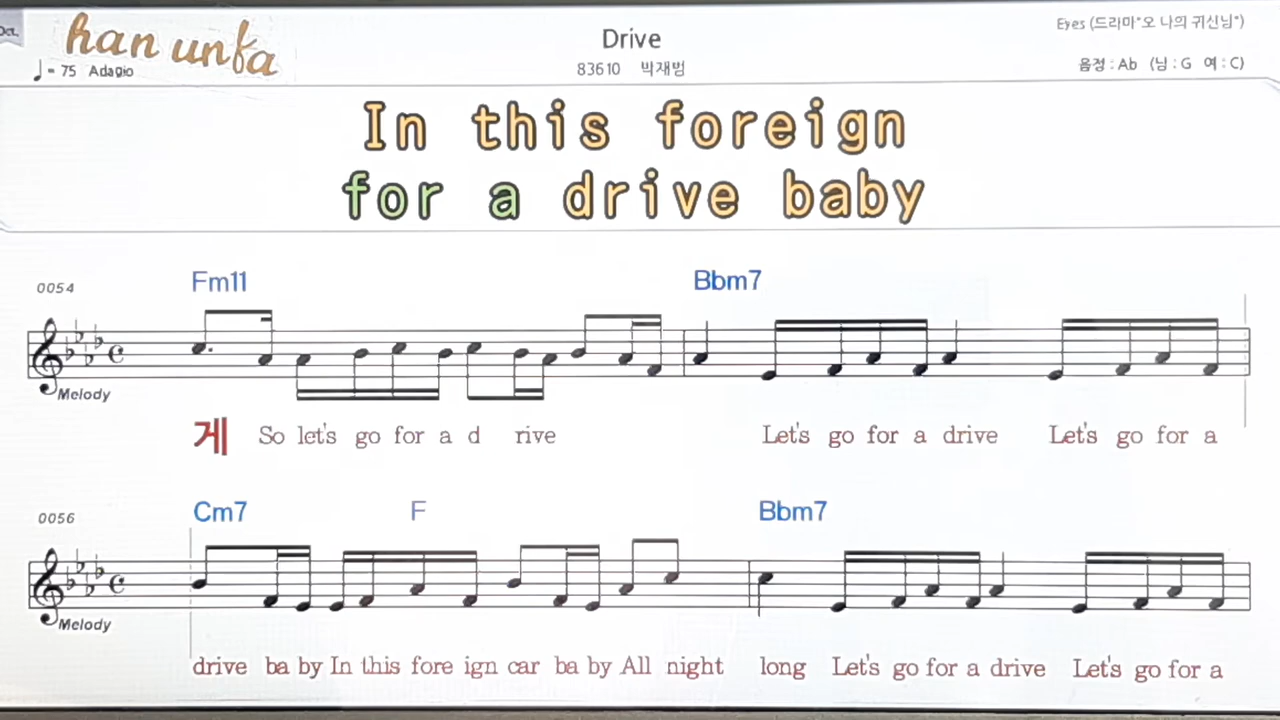 han unfa
Drive
Eyes (드라마"오 나의 귀신님")
♩= 75 Adagio
83610 박재범
음정 : Ab (남 : G 여 : C)
In this foreign
for a drive baby
Fm11 Bbm7
0054
Melody
게 So let's go for a d rive Let's go for a drive Let's go for a
Cm7 F Bbm7
0056
Melody
drive ba by In this fore ign car ba by All night long Let's go for a drive Let's go for a